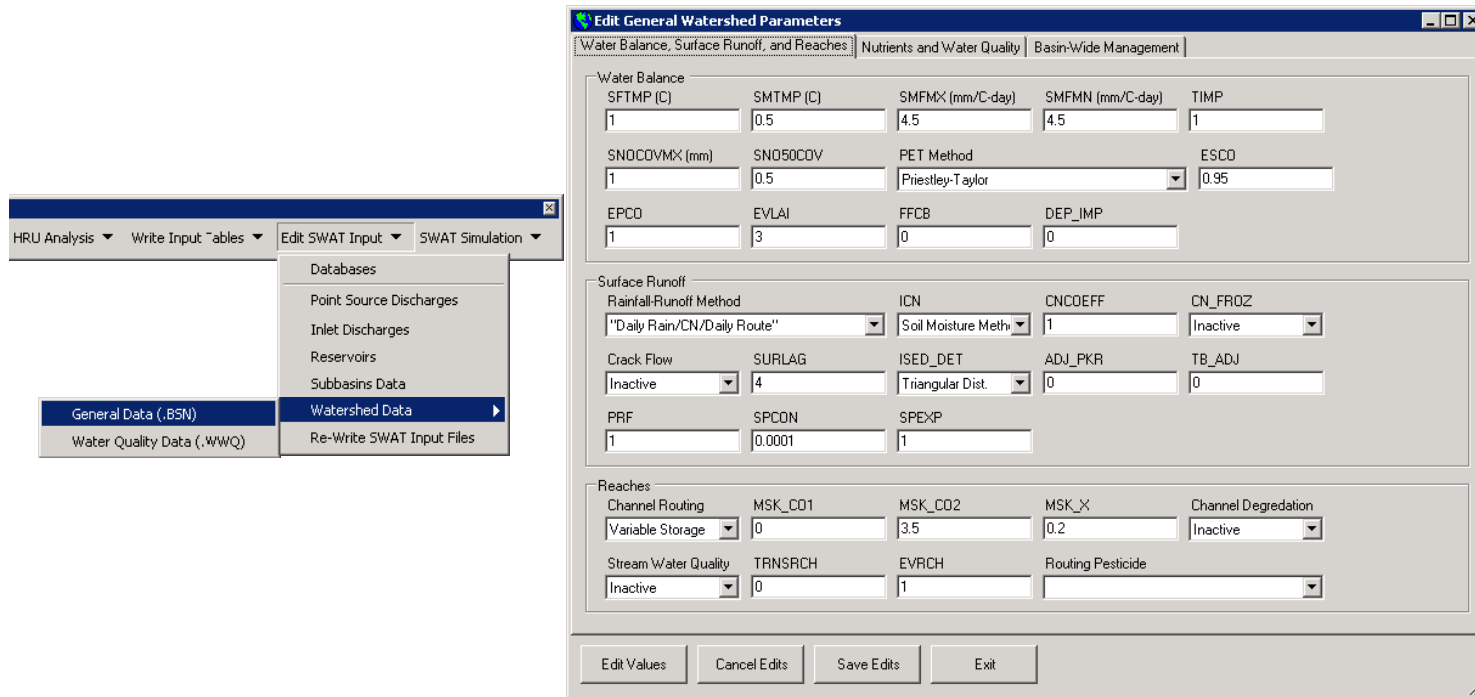 HRU Analysis Write Input Tables Edit SWAT Input SWAT Simulation
Databases
Point Source Discharges
Inlet Discharges
Reservoirs
Subbasins Data
Watershed Data
Re-Write SWAT Input Files
General Data (.BSN)
Water Quality Data (.WWQ)
Edit General Watershed Parameters
Water Balance, Surface Runoff, and Reaches Nutrients and Water Quality Basin-Wide Management
Water Balance
SFTMP (C) SMTMP (C) SMFMX (mm/C-day) SMFMN (mm/C-day) TIMP
1 0.5 4.5 4.5 1
SNOCOVMX (mm) SNO50COV PET Method ESCO
1 0.5 Priestley-Taylor 0.95
EPCO EVLAI FFCB DEP_IMP
1 3 0 0
Surface Runoff
Rainfall-Runoff Method ICN CNCOEFF CN_FROZ
"Daily Rain/CN/Daily Route" Soil Moisture Meth 1 Inactive
Crack Flow SURLAG ISED_DET ADJ_PKR TB_ADJ
Inactive 4 Triangular Dist. 0 0
PRF SPCON SPEXP
1 0.0001 1
Reaches
Channel Routing MSK_CO1 MSK_CO2 MSK_X Channel Degredation
Variable Storage 0 3.5 0.2 Inactive
Stream Water Quality TRNSRCH EVRCH Routing Pesticide
Inactive 0 1
Edit Values Cancel Edits Save Edits Exit